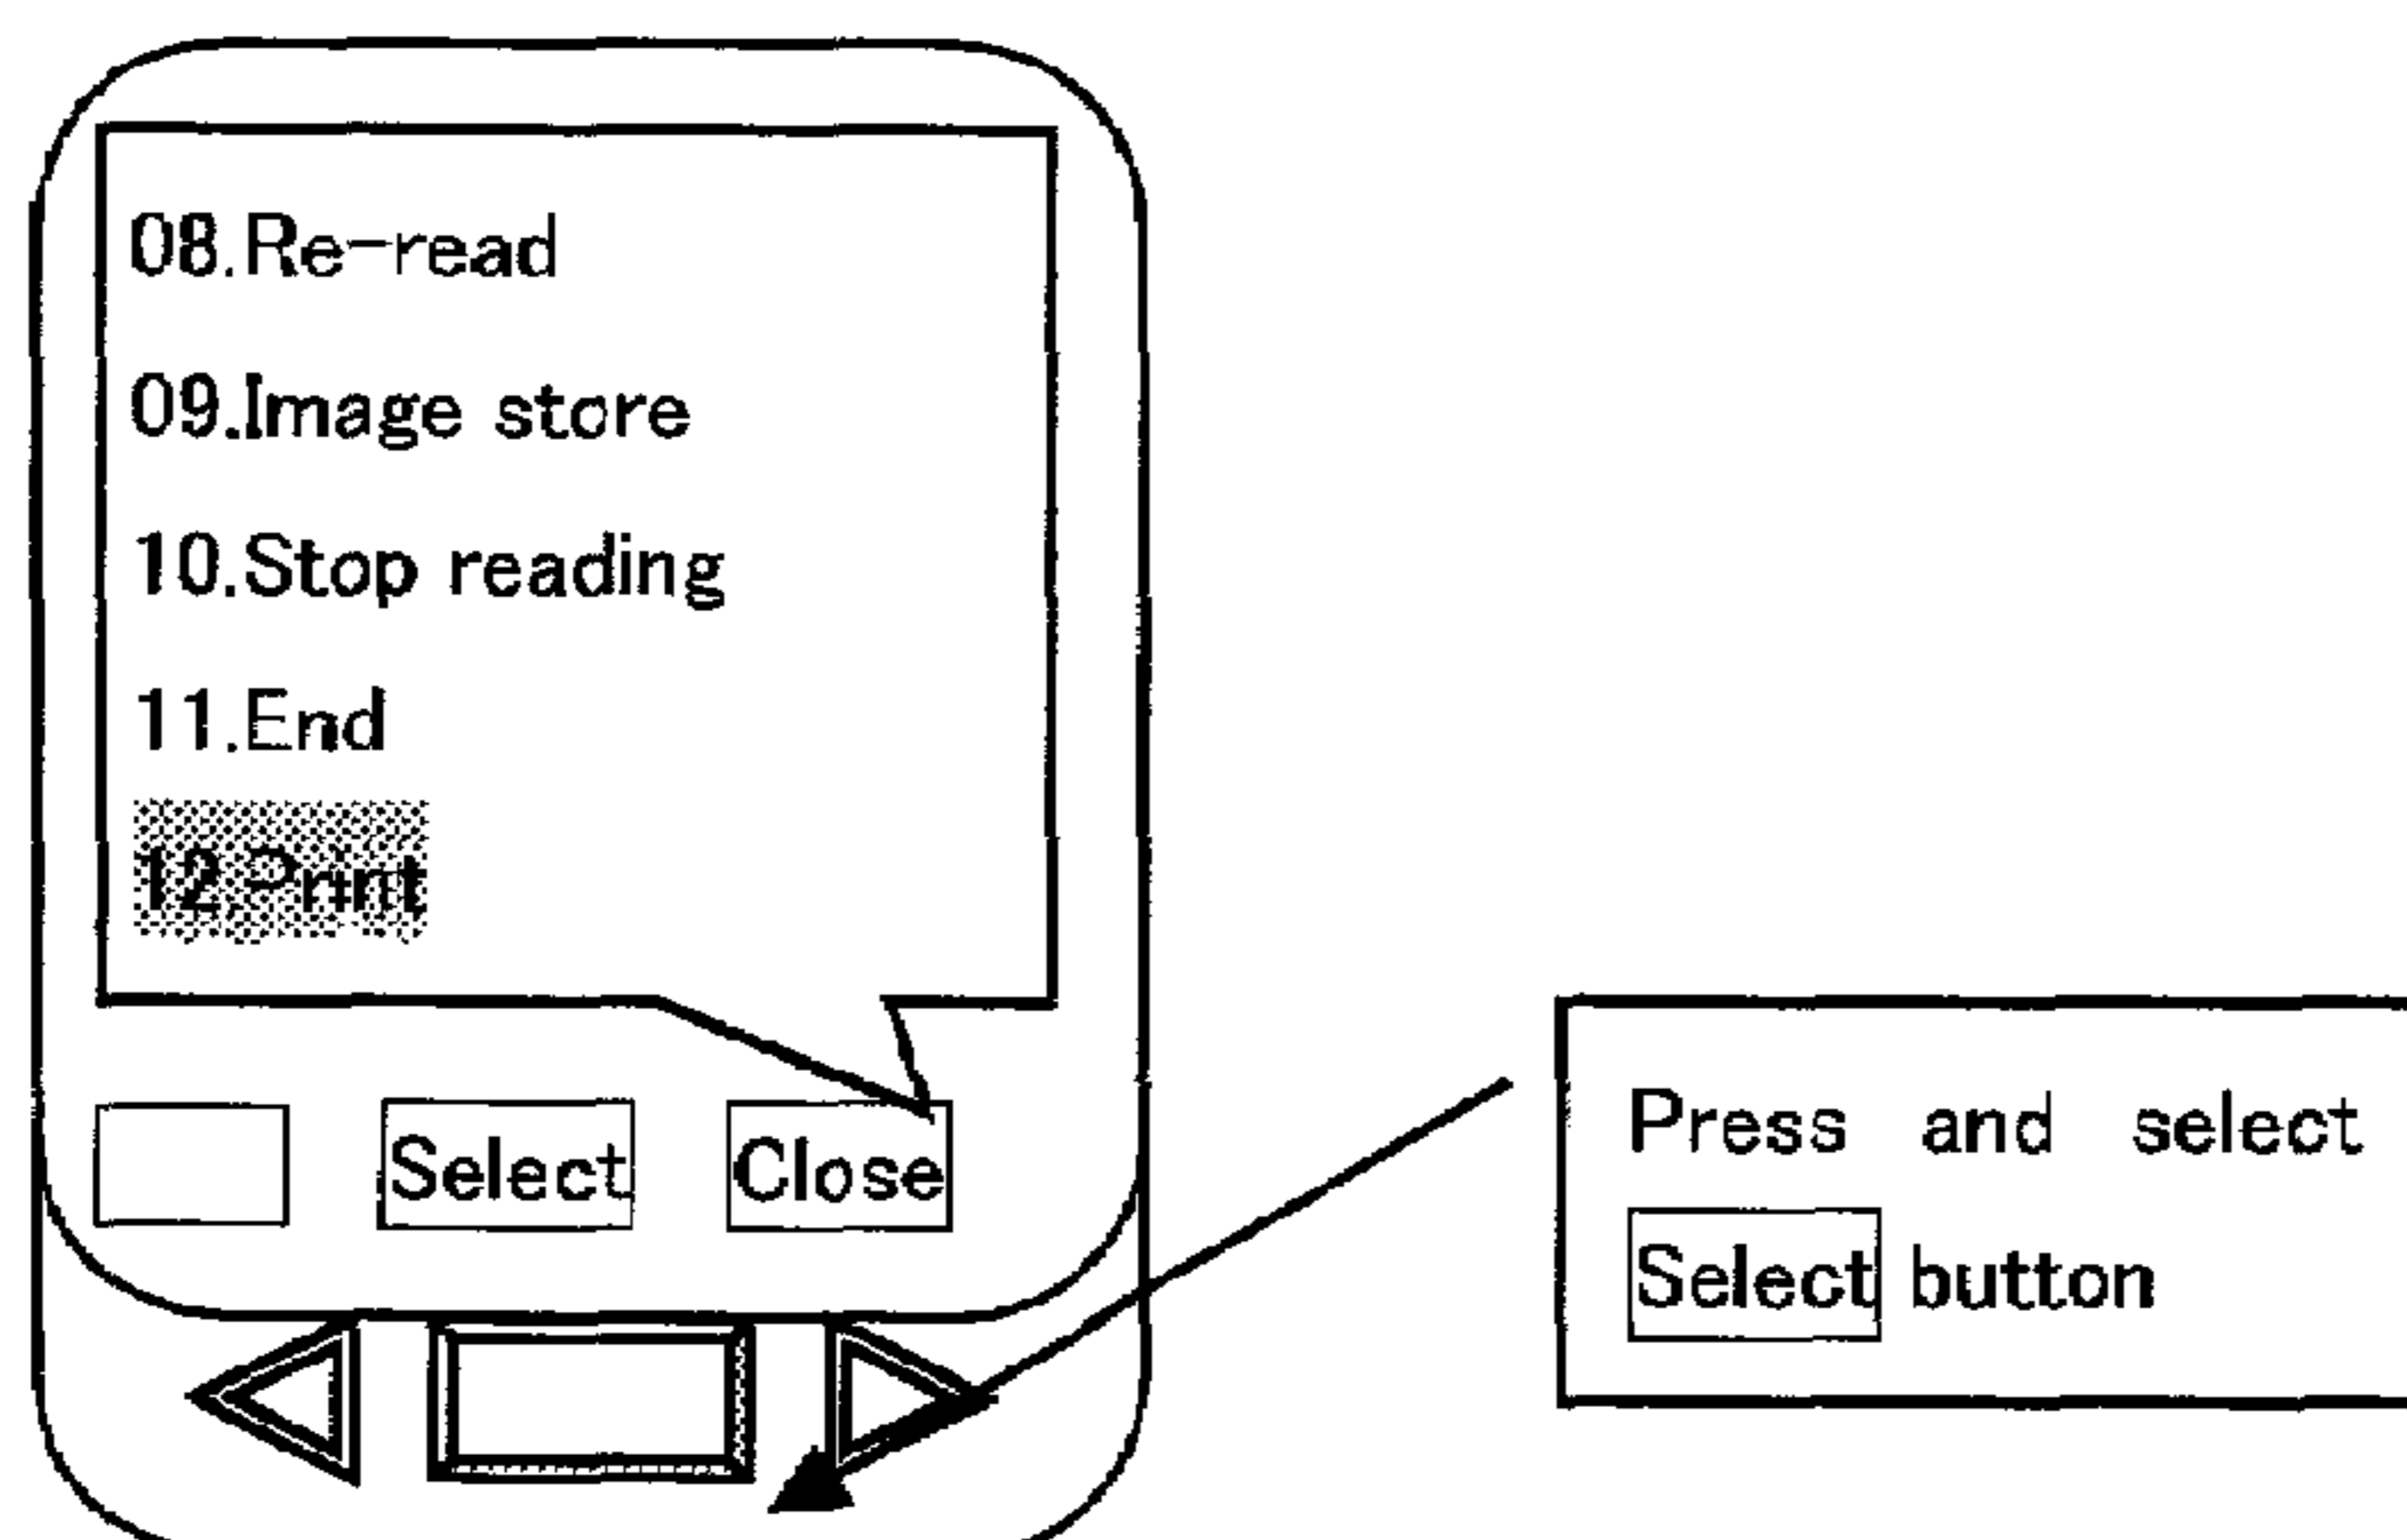 08.Re-read
09.Image store
10.Stop reading
11.End
12.Print
Select Close
Press and select
Select button